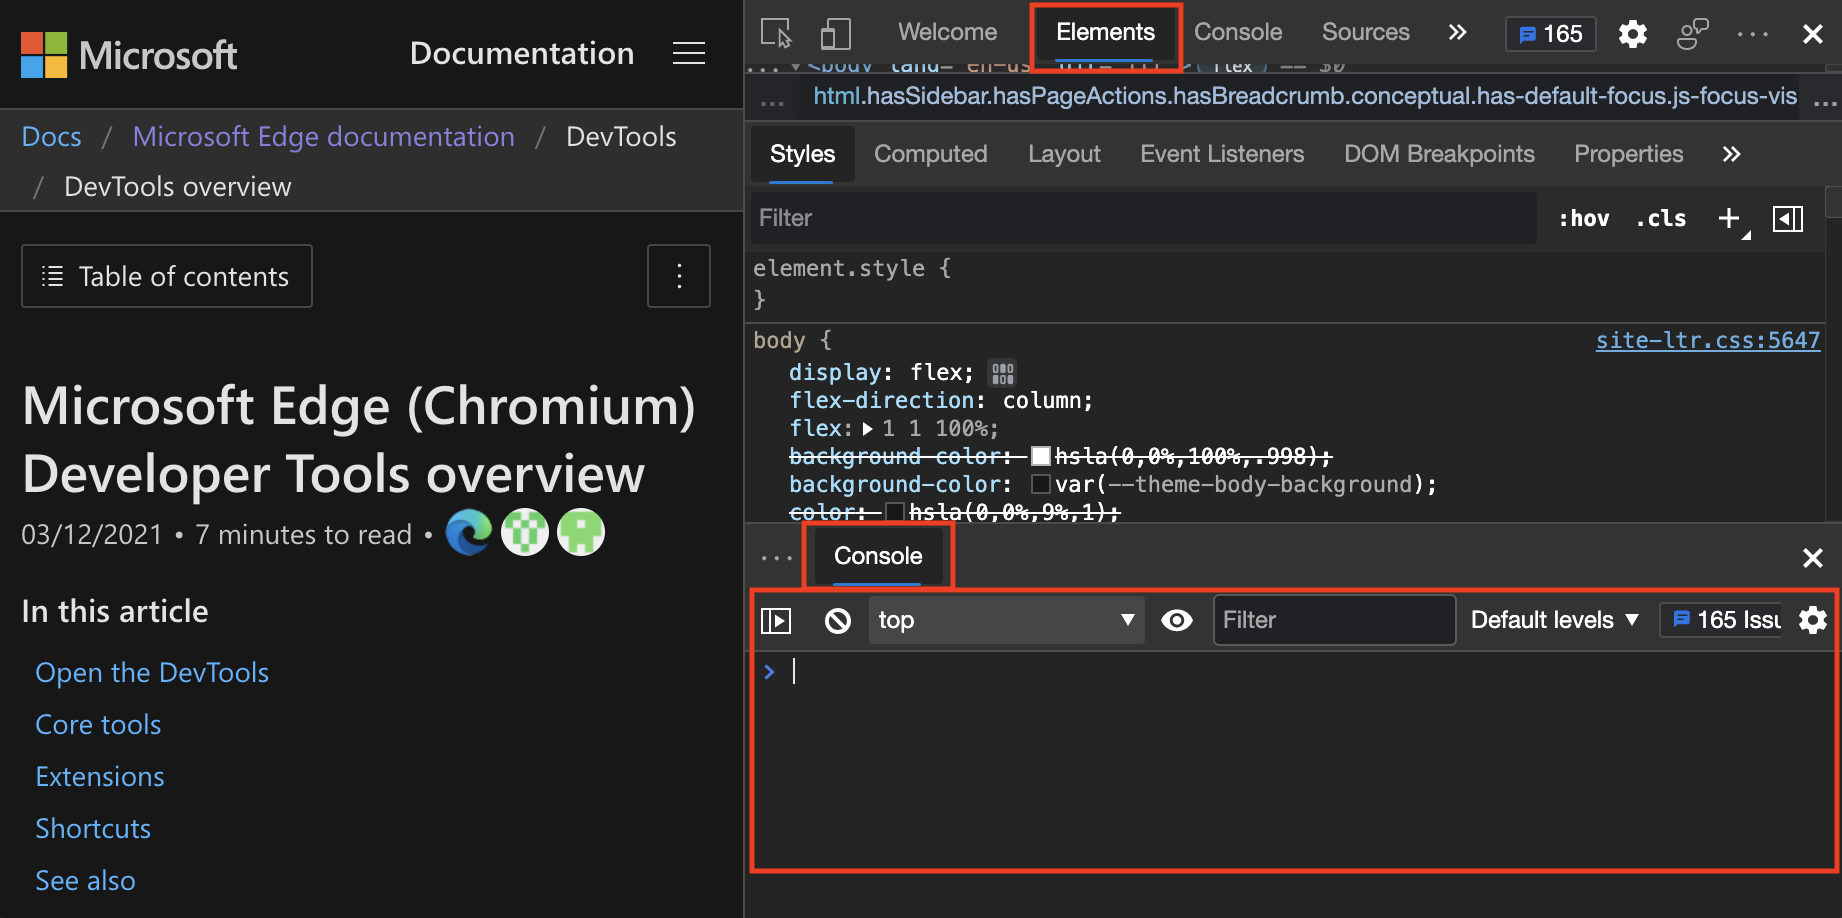 Microsoft
Documentation
Docs / Microsoft Edge documentation / DevTools
/ DevTools overview
Table of contents
Microsoft Edge (Chromium)
Developer Tools overview
03/12/2021 • 7 minutes to read •
In this article
Open the DevTools
Core tools
Extensions
Shortcuts
See also
Welcome Elements Console Sources » 165 ···
... <body == $0
... html.hasSidebar.hasPageActions.hasBreadcrumb.conceptual.has-default-focus.js-focus-vis ...
Styles Computed Layout Event Listeners DOM Breakpoints Properties »
Filter :hov .cls +
element.style {
}
body { site-ltr.css:5647
display: flex;
flex-direction: column;
flex: 1 1 100%;
background-color: hsla(0,0%,100%,.998);
background-color: var(--theme-body-background);
color: hsla(0,0%,9%,1);
··· Console
top Filter Default levels 165 Issu
>